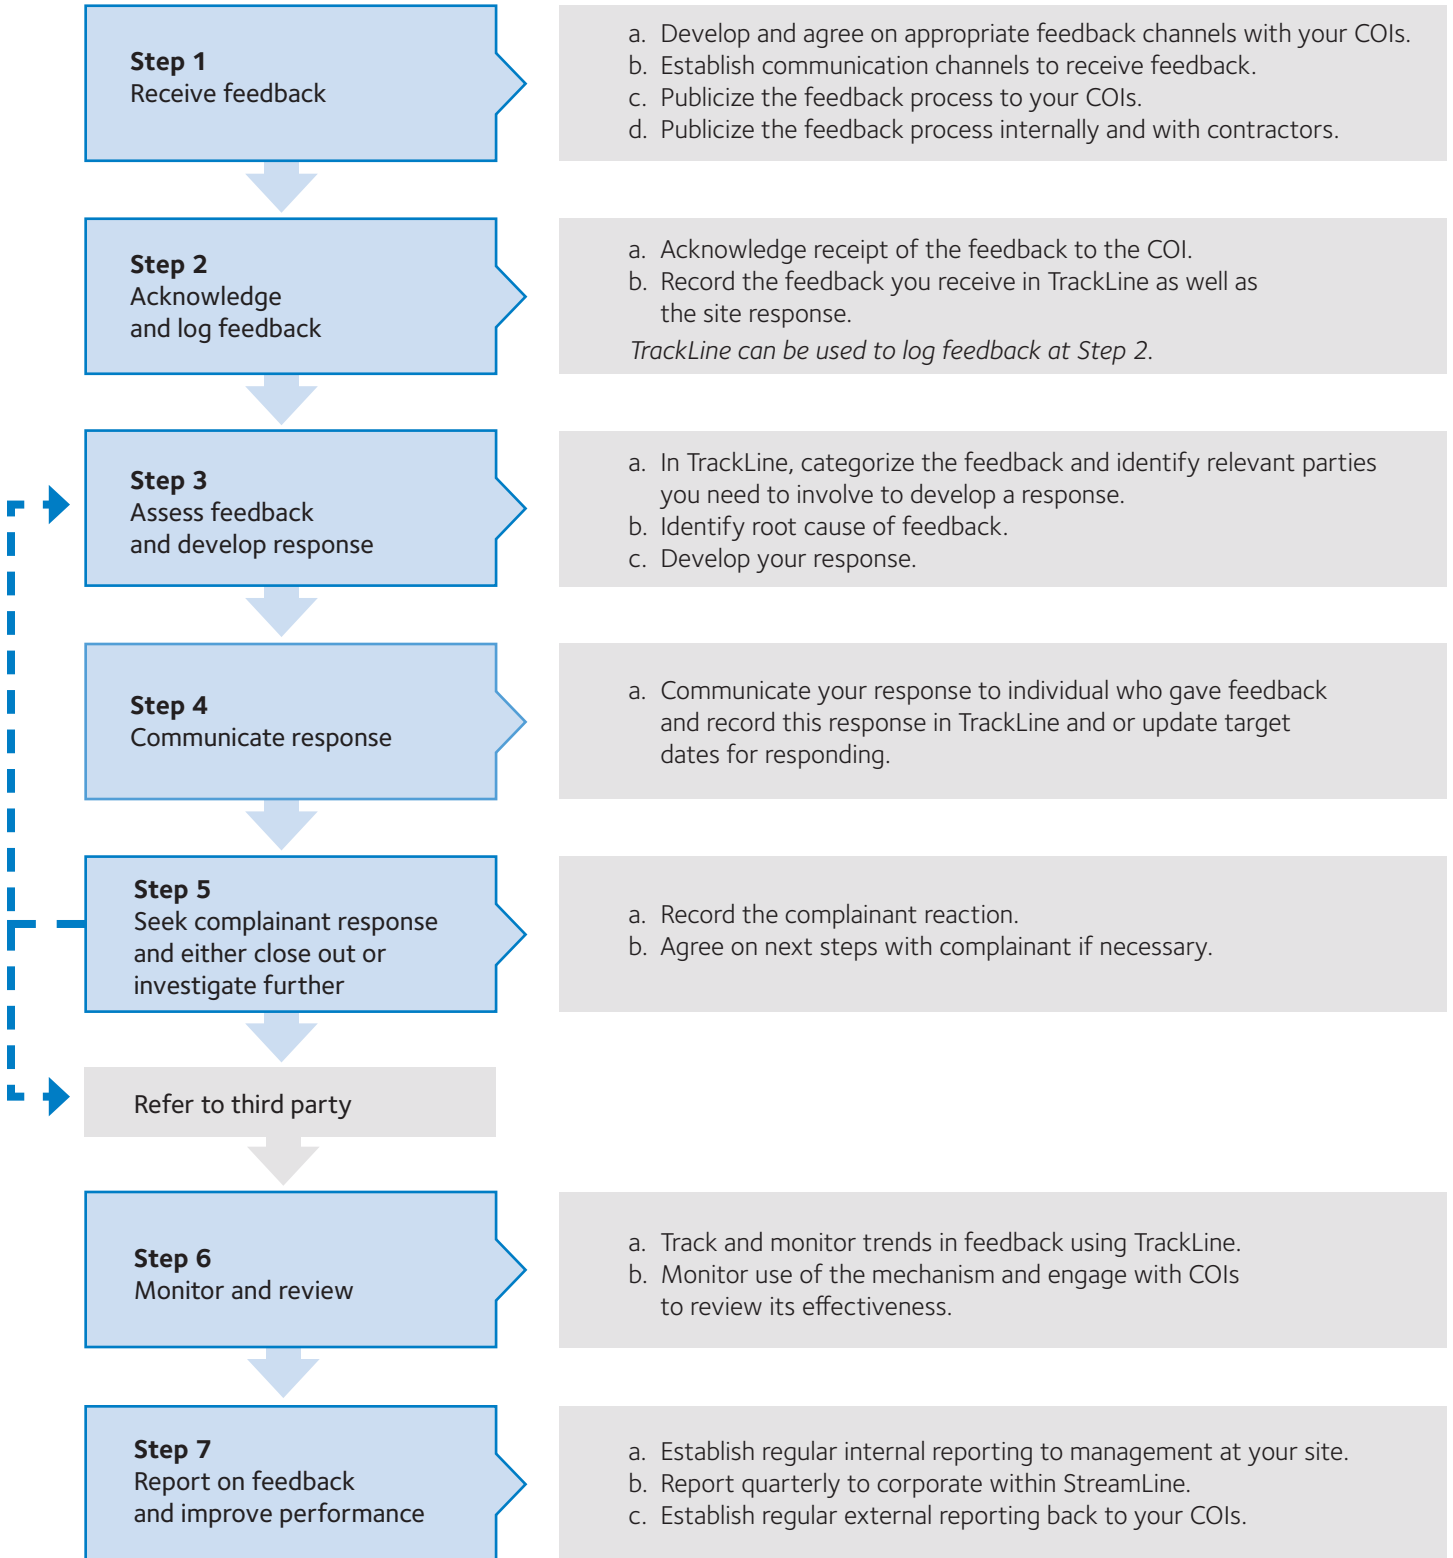 Step 1
Receive feedback
a. Develop and agree on appropriate feedback channels with your COIs.
b. Establish communication channels to receive feedback.
c. Publicize the feedback process to your COIs.
d. Publicize the feedback process internally and with contractors.
Step 2
Acknowledge
and log feedback
a. Acknowledge receipt of the feedback to the COI.
b. Record the feedback you receive in TrackLine as well as
the site response.
TrackLine can be used to log feedback at Step 2.
Step 3
Assess feedback
and develop response
a. In TrackLine, categorize the feedback and identify relevant parties
you need to involve to develop a response.
b. Identify root cause of feedback.
c. Develop your response.
Step 4
Communicate response
a. Communicate your response to individual who gave feedback
and record this response in TrackLine and or update target
dates for responding.
Step 5
Seek complainant response
and either close out or
investigate further
a. Record the complainant reaction.
b. Agree on next steps with complainant if necessary.
Refer to third party
Step 6
Monitor and review
a. Track and monitor trends in feedback using TrackLine.
b. Monitor use of the mechanism and engage with COIs
to review its effectiveness.
Step 7
Report on feedback
and improve performance
a. Establish regular internal reporting to management at your site.
b. Report quarterly to corporate within StreamLine.
c. Establish regular external reporting back to your COIs.